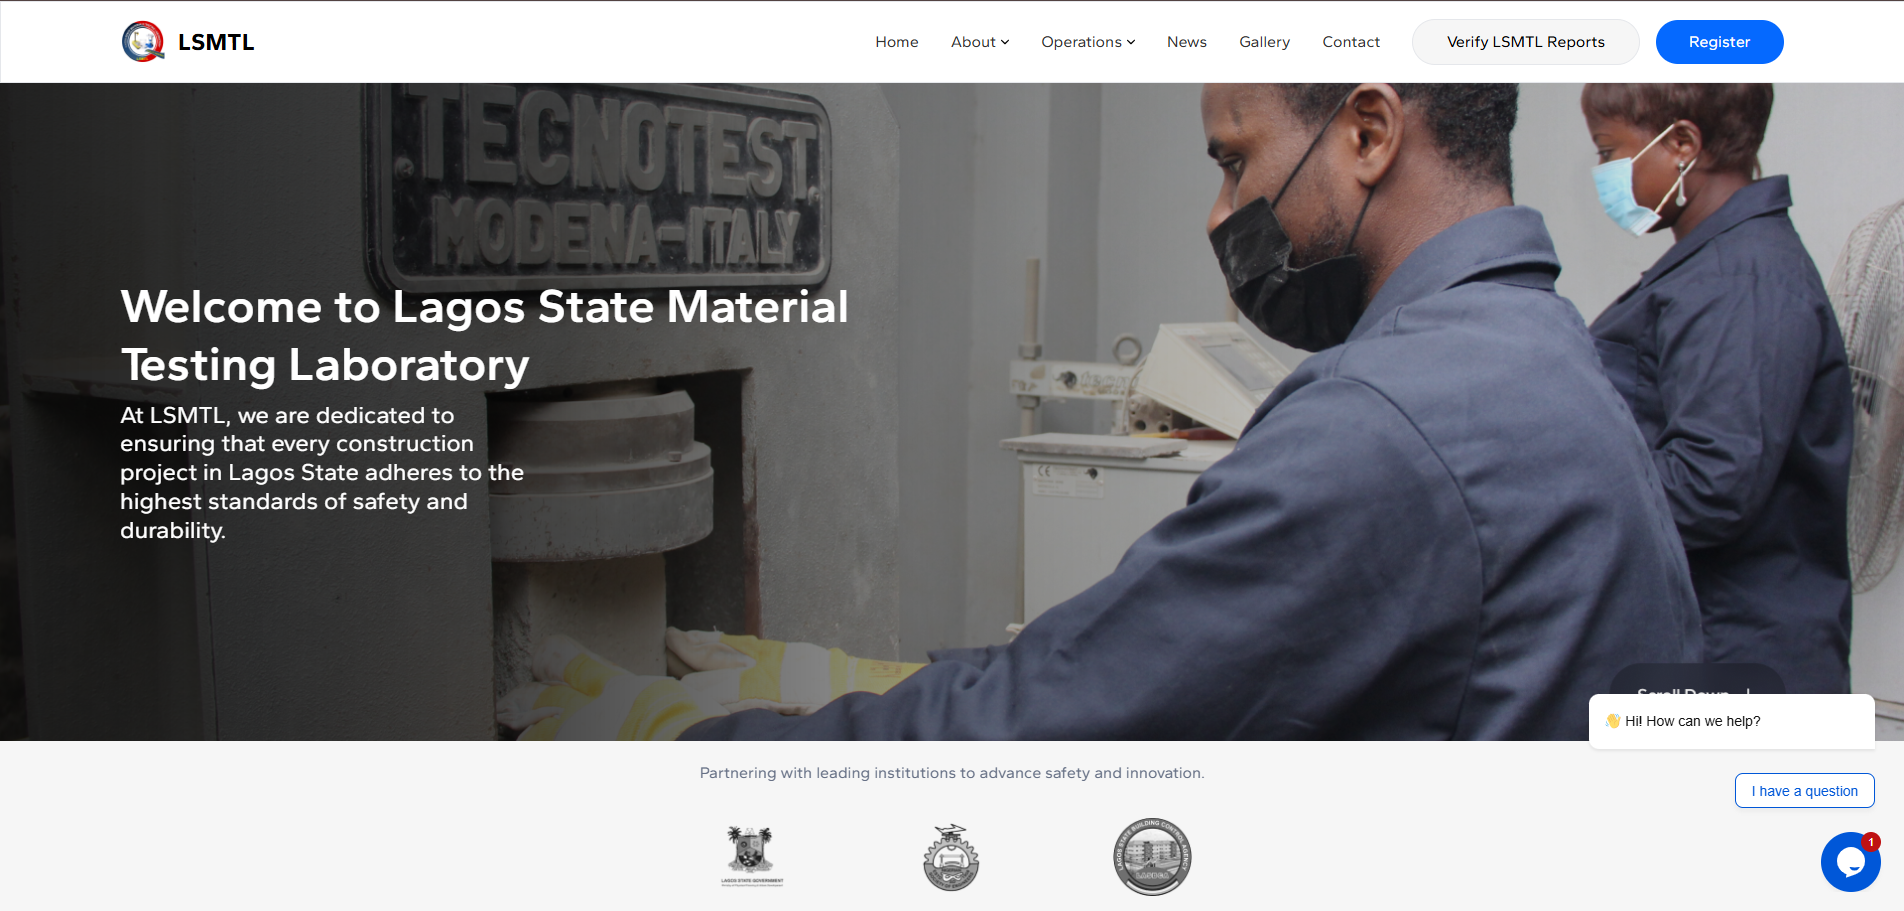 LSMTL
Home
About
Operations
News
Gallery
Contact
Verify LSMTL Reports
Register
TECNOTEST
MODENA-ITALY
Welcome to Lagos State Material
Testing Laboratory
At LSMTL, we are dedicated to
ensuring that every construction
project in Lagos State adheres to the
highest standards of safety and
durability.
CE
Scroll Down
👋 Hi! How can we help?
Partnering with leading institutions to advance safety and innovation.
I have a question
1
LAGOS STATE GOVERNMENT
LAGOS STATE BUILDING CONTROL AGENCY
LASBCA